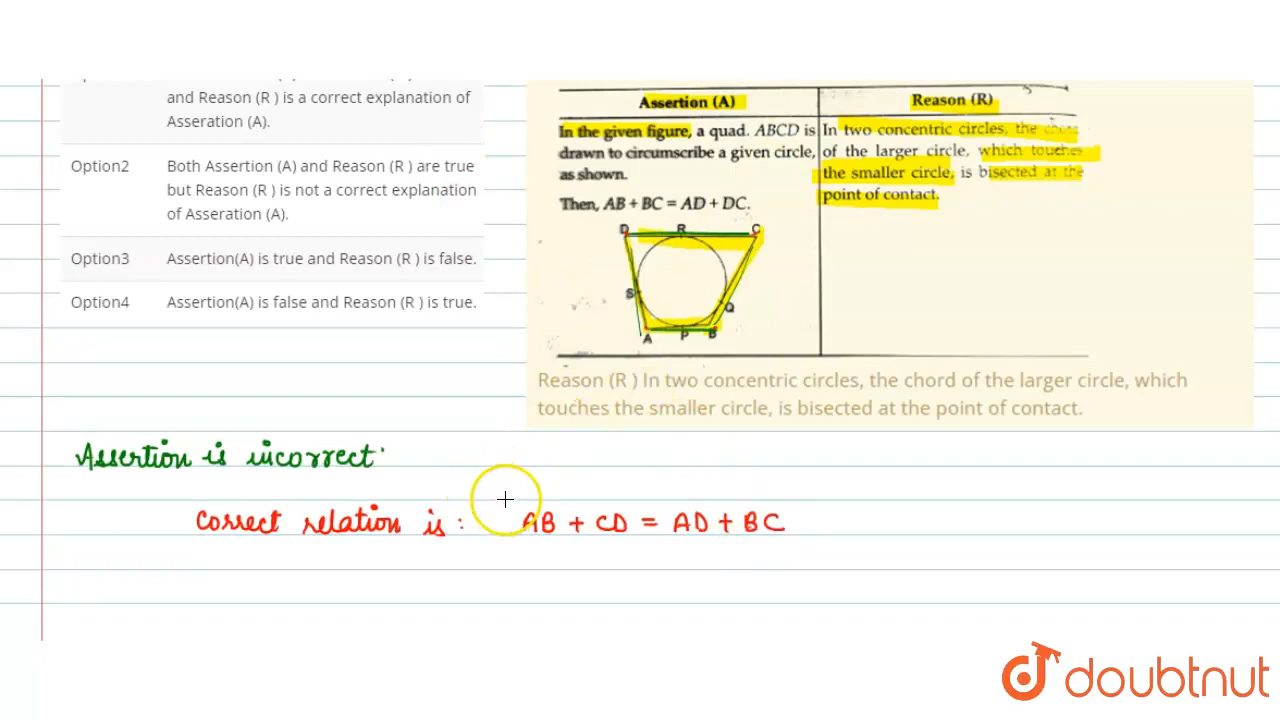 and Reason (R ) is a correct explanation of
Asseration (A).
Option2 Both Assertion (A) and Reason (R ) are true
but Reason (R ) is not a correct explanation
of Asseration (A).
Option3 Assertion(A) is true and Reason (R ) is false.
Option4 Assertion(A) is false and Reason (R ) is true.
Assertion (A)
In the given figure, a quad. ABCD is
drawn to circumscribe a given circle,
as shown.
Then, AB + BC = AD + DC.
D R C
S Q
A P B
Reason (R)
In two concentric circles, the chord
of the larger circle, which touches
the smaller circle, is bisected at the
point of contact.
Reason (R ) In two concentric circles, the chord of the larger circle, which
touches the smaller circle, is bisected at the point of contact.
Assertion is incorrect.
Correct relation is : AB + CD = AD + BC
doubtnut